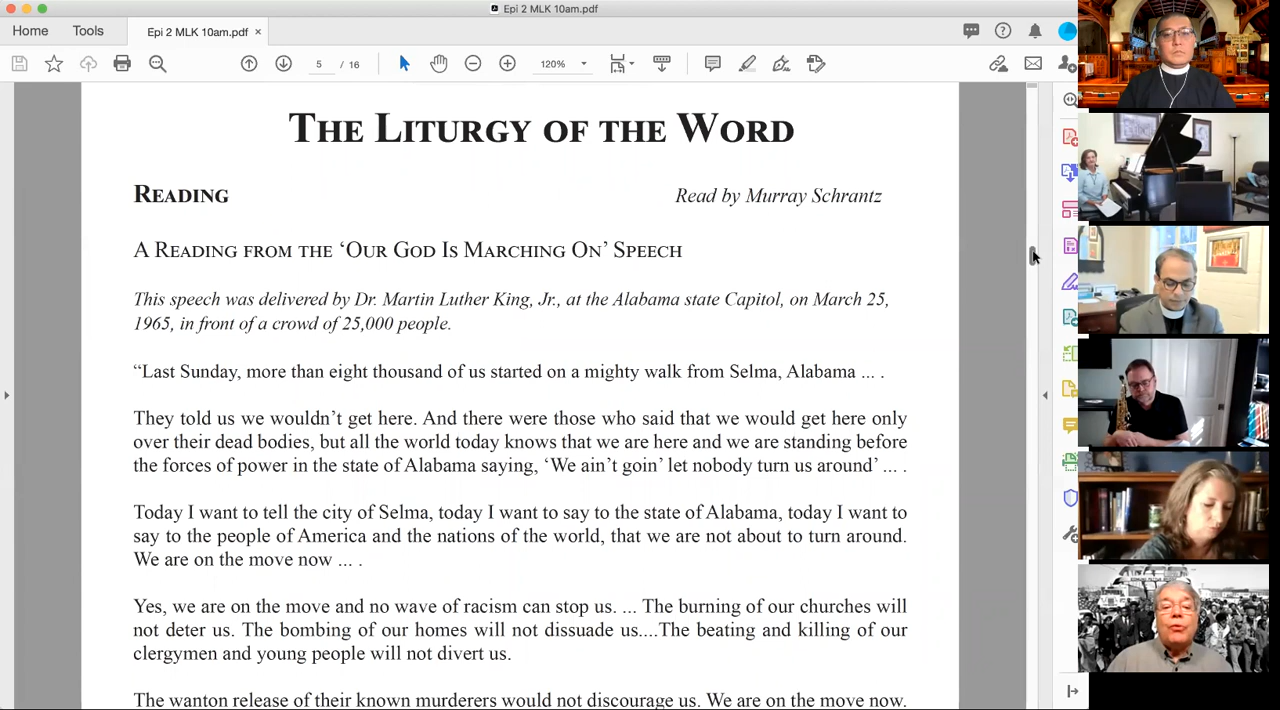 Epi 2 MLK 10am.pdf
Home Tools Epi 2 MLK 10am.pdf ×
5 / 16 120%
THE LITURGY OF THE WORD
READING Read by Murray Schrantz
A READING FROM THE ‘OUR GOD IS MARCHING ON’ SPEECH
This speech was delivered by Dr. Martin Luther King, Jr., at the Alabama state Capitol, on March 25,
1965, in front of a crowd of 25,000 people.
“Last Sunday, more than eight thousand of us started on a mighty walk from Selma, Alabama ... .
They told us we wouldn’t get here. And there were those who said that we would get here only
over their dead bodies, but all the world today knows that we are here and we are standing before
the forces of power in the state of Alabama saying, ‘We ain’t goin’ let nobody turn us around’ ... .
Today I want to tell the city of Selma, today I want to say to the state of Alabama, today I want to
say to the people of America and the nations of the world, that we are not about to turn around.
We are on the move now ... .
Yes, we are on the move and no wave of racism can stop us. ... The burning of our churches will
not deter us. The bombing of our homes will not dissuade us....The beating and killing of our
clergymen and young people will not divert us.
The wanton release of their known murderers would not discourage us. We are on the move now.